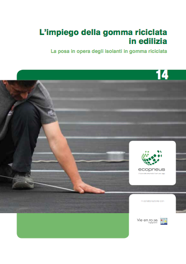 L'impiego della gomma riciclata
in edilizia
La posa in opera degli isolanti in gomma riciclata
14
ecopneus